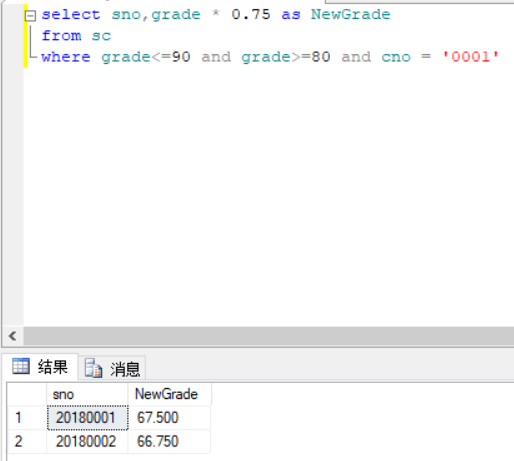 select sno,grade * 0.75 as NewGrade
from sc
where grade<=90 and grade>=80 and cno = '0001'
结果 消息
sno NewGrade
1 20180001 67.500
2 20180002 66.750